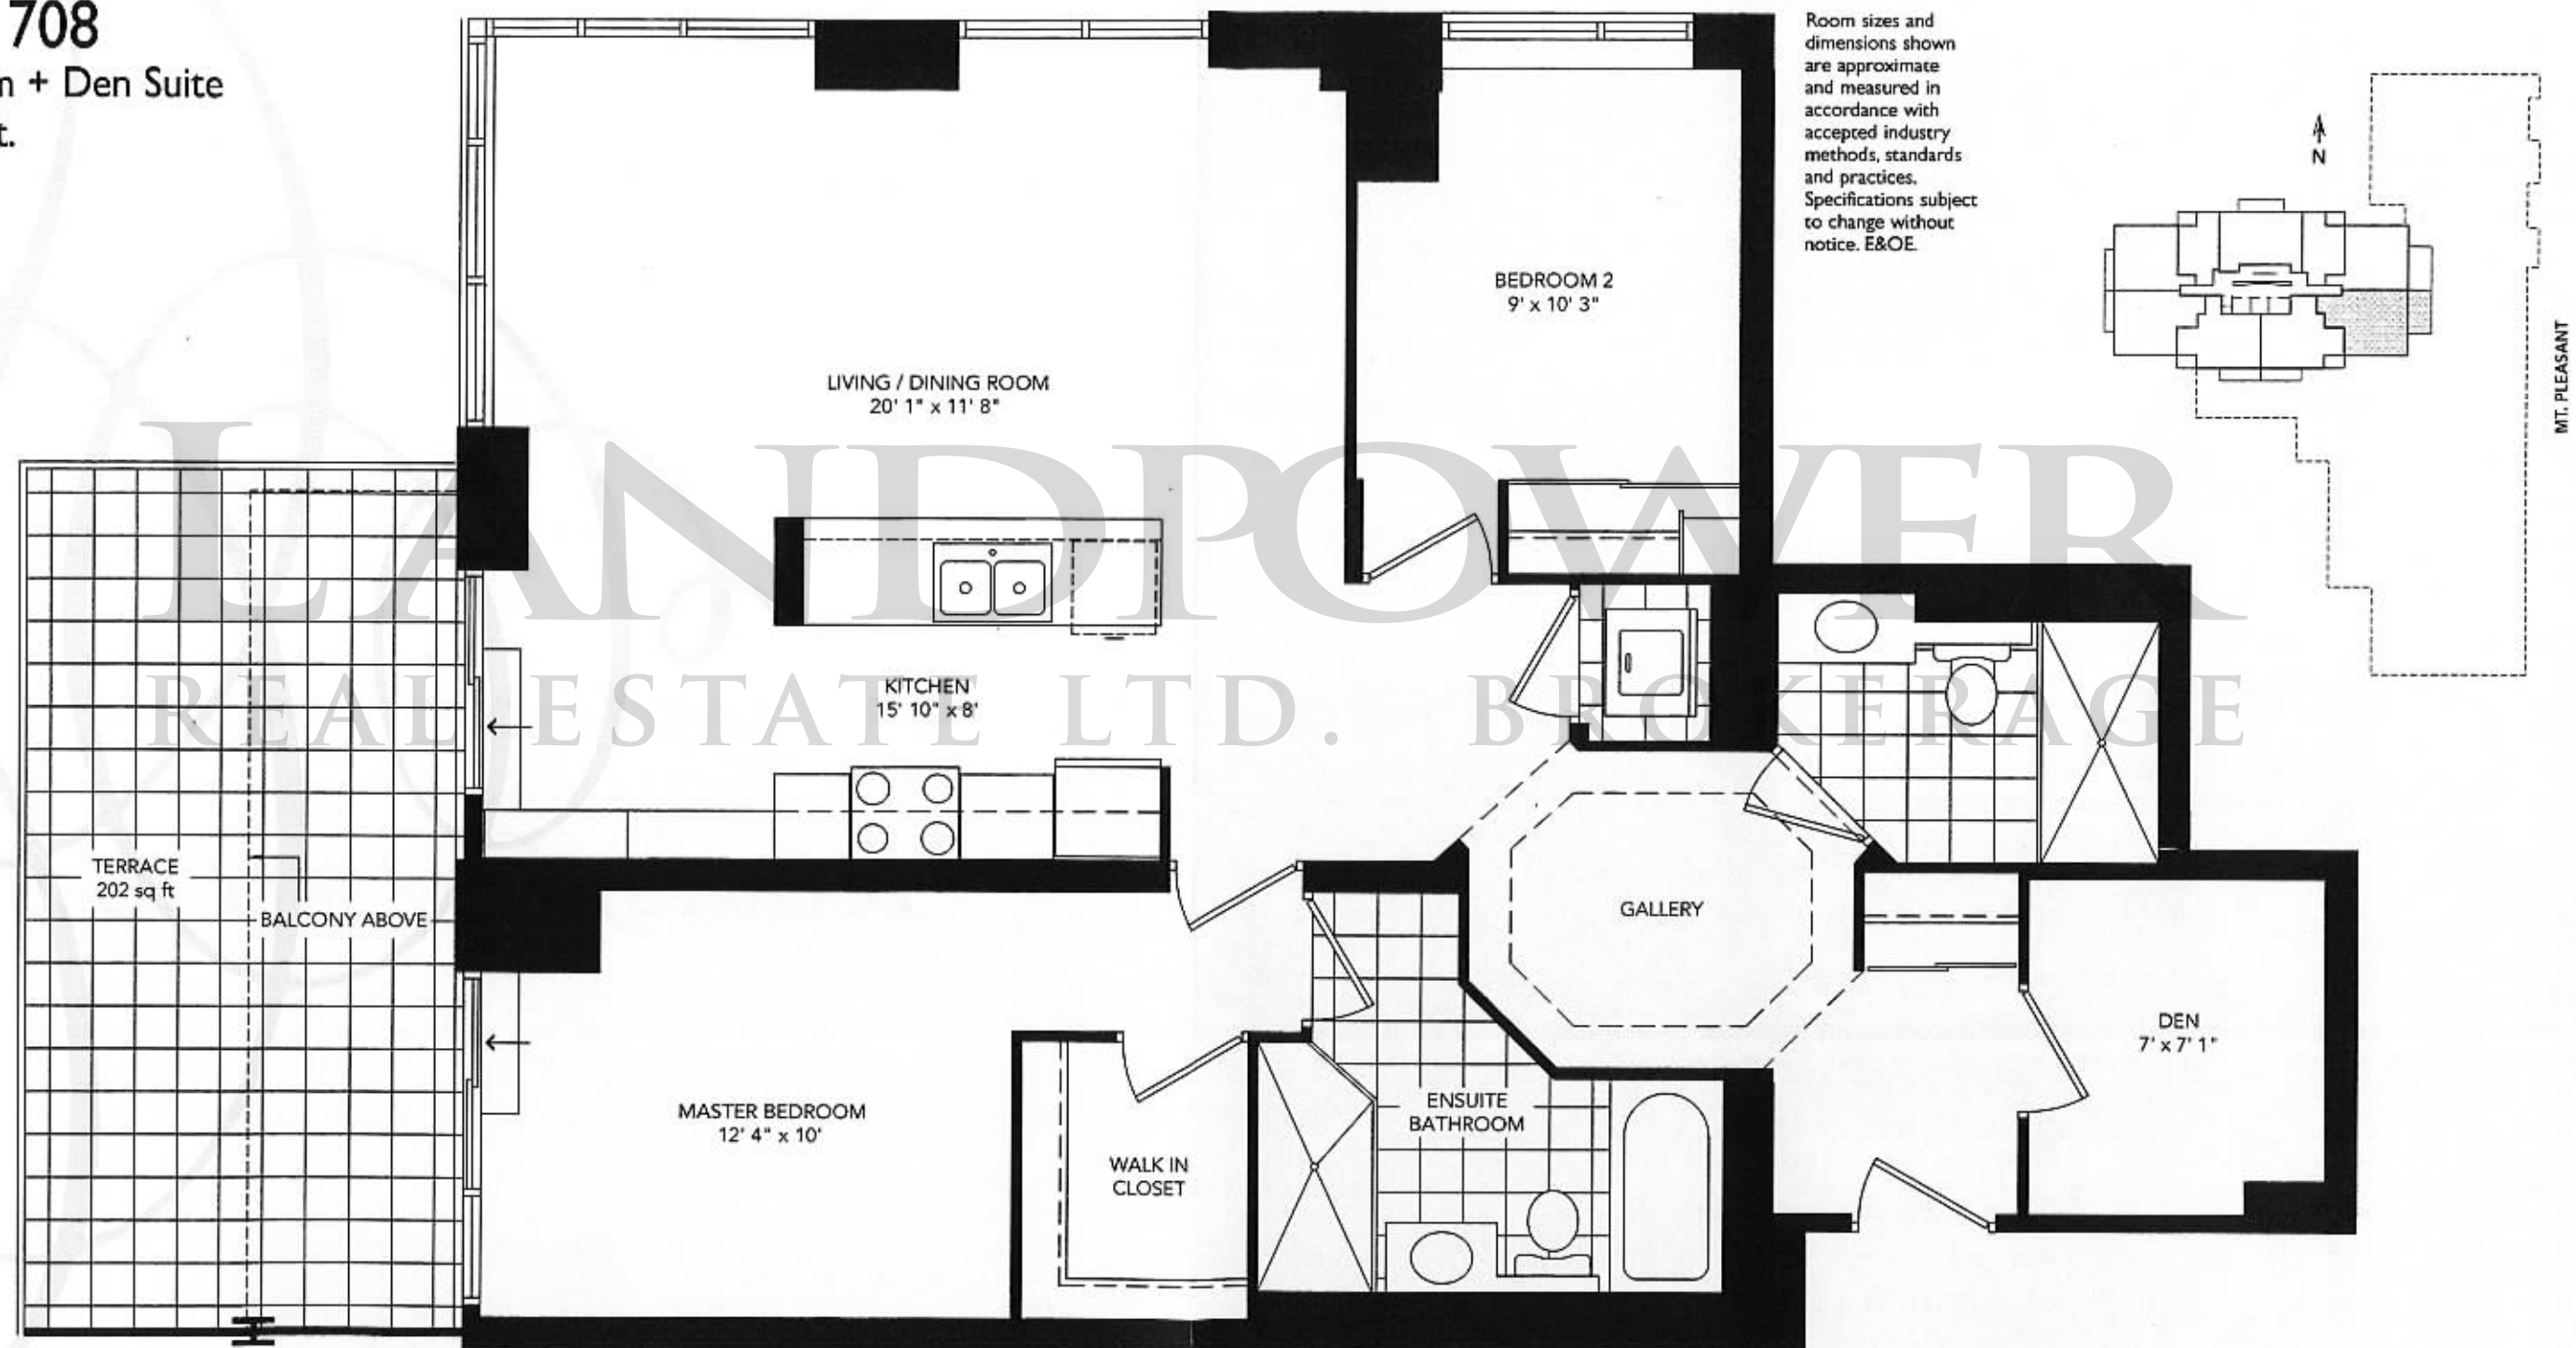 708
+ Den Suite
Room sizes and
dimensions shown
are approximate
and measured in
accordance with
accepted industry
methods, standards
and practices.
Specifications subject
to change without
notice. E&OE.
N
MT. PLEASANT
BEDROOM 2
9' x 10' 3"
LIVING / DINING ROOM
20' 1" x 11' 8"
LANDPOWER
REAL ESTATE LTD. BROKERAGE
KITCHEN
15' 10" x 8'
TERRACE
202 sq ft
BALCONY ABOVE
GALLERY
DEN
7' x 7' 1"
MASTER BEDROOM
12' 4" x 10'
WALK IN
CLOSET
ENSUITE
BATHROOM